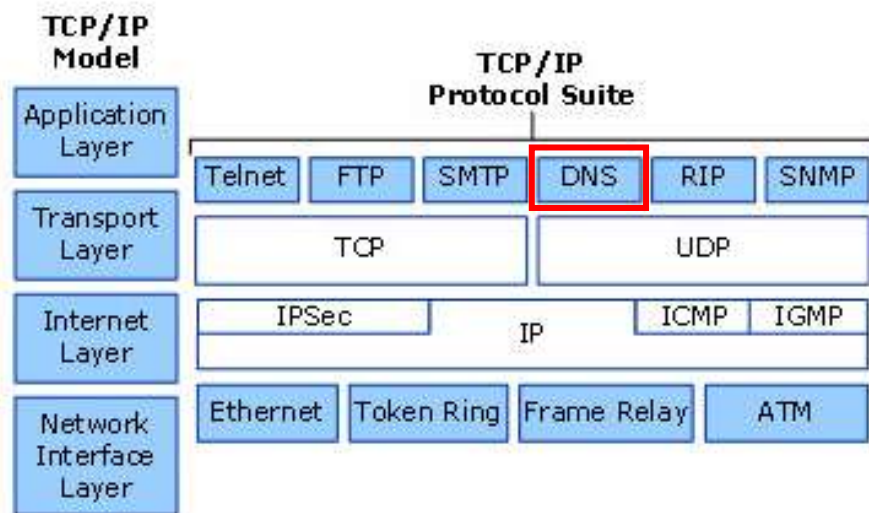 TCP/IP
Model
TCP/IP
Protocol Suite
Application
Layer
Telnet FTP SMTP DNS RIP SNMP
Transport
Layer
TCP UDP
Internet
Layer
IPSec IP ICMP IGMP
Network
Interface
Layer
Ethernet Token Ring Frame Relay ATM